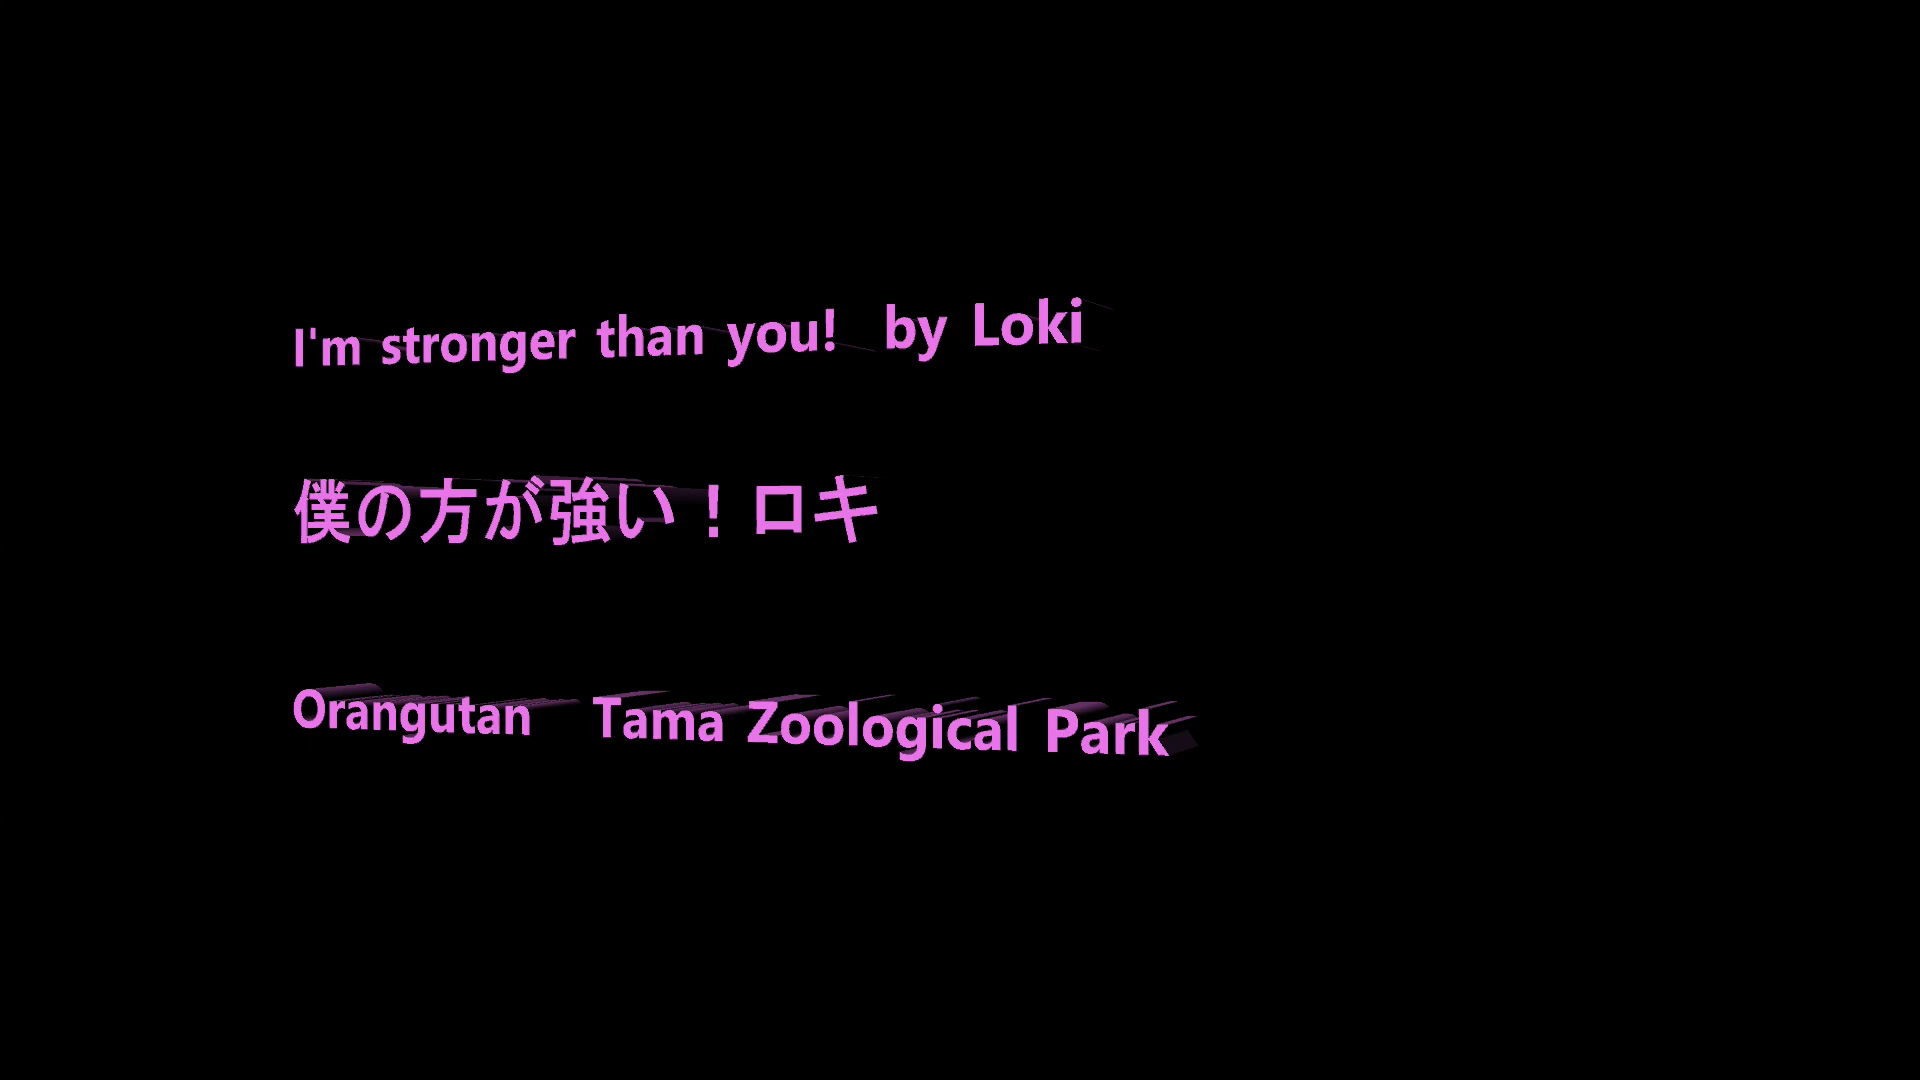 I'm stronger than you! by Loki
僕の方が強い！ロキ
Orangutan Tama Zoological Park